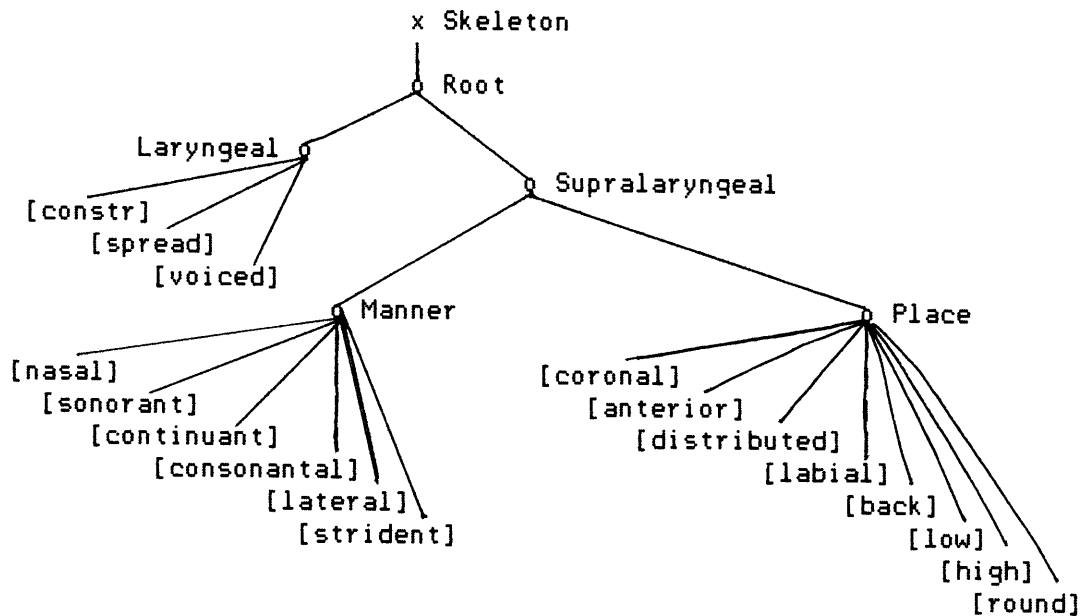 x Skeleton
Root
Laryngeal
Supralaryngeal
[constr]
[spread]
[voiced]
Manner
Place
[nasal]
[sonorant]
[continuant]
[consonantal]
[lateral]
[strident]
[coronal]
[anterior]
[distributed]
[labial]
[back]
[low]
[high]
[round]